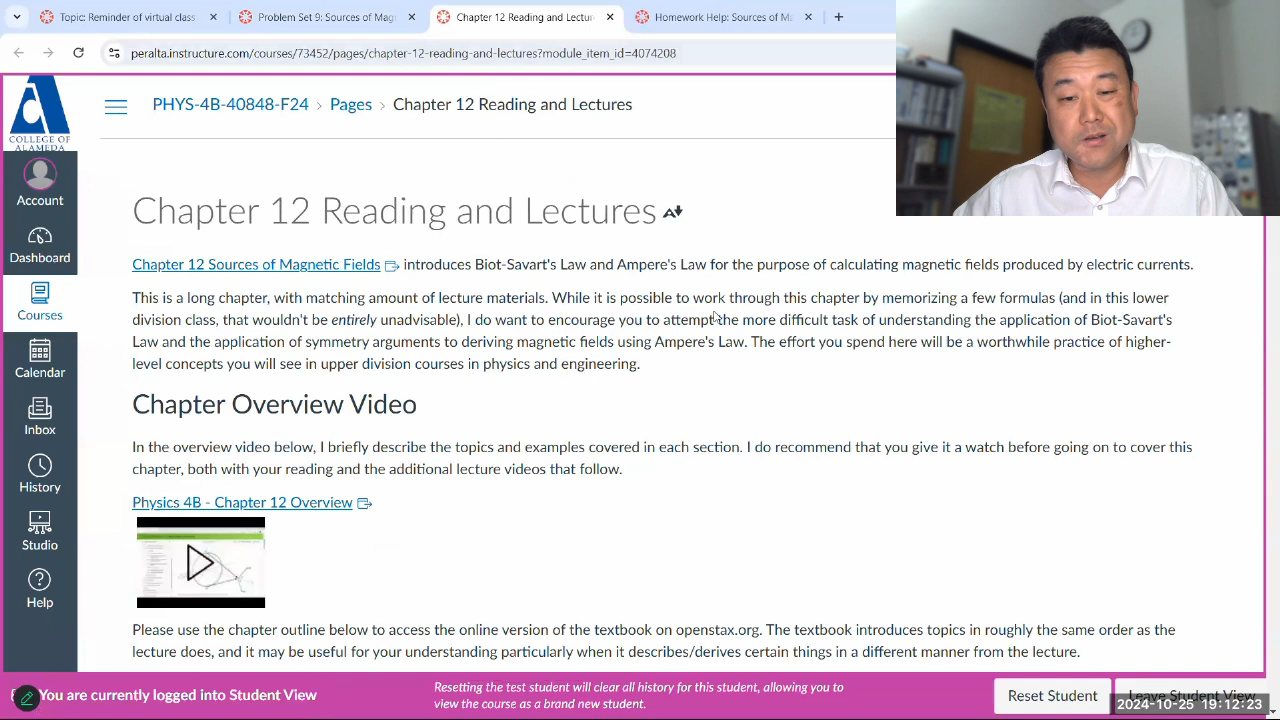 Topics for remaining class
Problem Set 9: Sources of Mag
Chapter 12 Reading and Lectur
Homework Help: Sources of M
peralta.instructure.com/courses/73452/pages/chapter-12-reading-and-lectures?module_item_id=4074208
COLLEGE OF
ALAMEDA
PHYS-4B-40848-F24 › Pages › Chapter 12 Reading and Lectures
Account
Dashboard
Courses
Calendar
Inbox
History
Studio
Help
Chapter 12 Reading and Lectures
Chapter 12 Sources of Magnetic Fields introduces Biot-Savart's Law and Ampere's Law for the purpose of calculating magnetic fields produced by electric currents.
This is a long chapter, with matching amount of lecture materials. While it is possible to work through this chapter by memorizing a few formulas (and in this lower
division class, that wouldn't be entirely unadvisable), I do want to encourage you to attempt the more difficult task of understanding the application of Biot-Savart's
Law and the application of symmetry arguments to deriving magnetic fields using Ampere's Law. The effort you spend here will be a worthwhile practice of higher-
level concepts you will see in upper division courses in physics and engineering.
Chapter Overview Video
In the overview video below, I briefly describe the topics and examples covered in each section. I do recommend that you give it a watch before going on to cover this
chapter, both with your reading and the additional lecture videos that follow.
Physics 4B - Chapter 12 Overview
Please use the chapter outline below to access the online version of the textbook on openstax.org. The textbook introduces topics in roughly the same order as the
lecture does, and it may be useful for your understanding particularly when it describes/derives certain things in a different manner from the lecture.
You are currently logged into Student View
Resetting the test student will clear all history for this student, allowing you to
view the course as a brand new student.
Reset Student
Leave Student View
2024-10-25 19:12:23